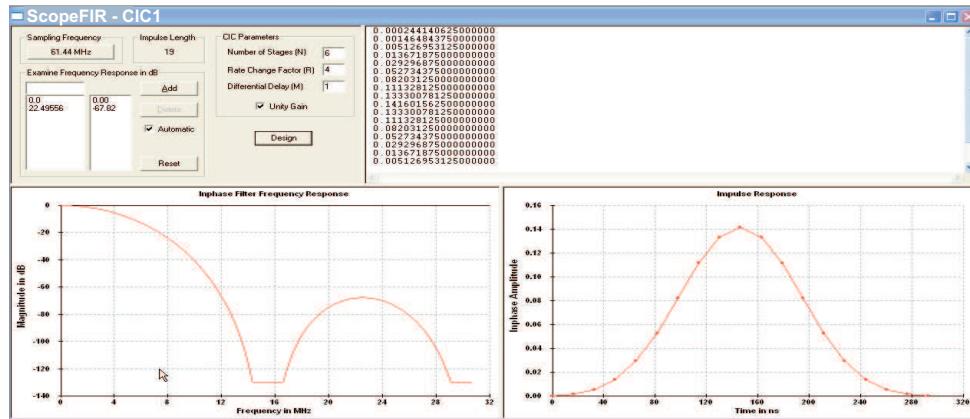 ScopeFIR - CIC1
Sampling Frequency
61.44 MHz
Impulse Length
19
Examine Frequency Response in dB
0.0 0.00
22.49556 -67.82
Add
Delete
Automatic
Reset
CIC Parameters
Number of Stages (N) 6
Rate Change Factor (R) 4
Differential Delay (M) 1
Unity Gain
Design
0.000244140625000000
0.001464843750000000
0.005126953125000000
0.013671875000000000
0.029296875000000000
0.052734375000000000
0.082031250000000000
0.111328125000000000
0.133300781250000000
0.141601562500000000
0.133300781250000000
0.111328125000000000
0.082031250000000000
0.052734375000000000
0.029296875000000000
0.013671875000000000
0.005126953125000000
Inphase Filter Frequency Response
Magnitude in dB
0
-20
-40
-60
-80
-100
-120
-140
0 4 8 12 16 20 24 28 32
Frequency in MHz
Impulse Response
Inphase Amplitude
0.16
0.14
0.12
0.10
0.08
0.06
0.04
0.02
0.00
0 40 80 120 160 200 240 280 320
Time in ns